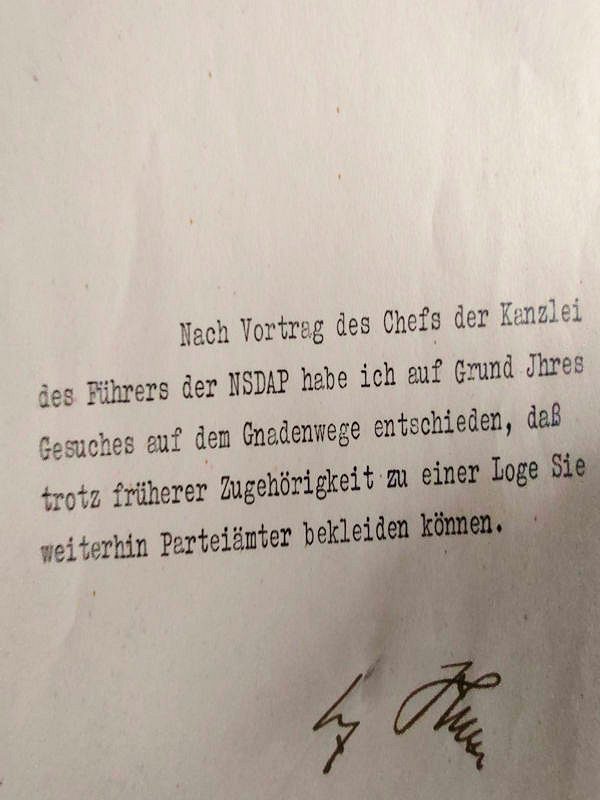 Nach Vortrag des Chefs der Kanzlei
des Führers der NSDAP habe ich auf Grund Jhres
Gesuches auf dem Gnadenwege entschieden, daß
trotz früherer Zugehörigkeit zu einer Loge Sie
weiterhin Parteiämter bekleiden können.